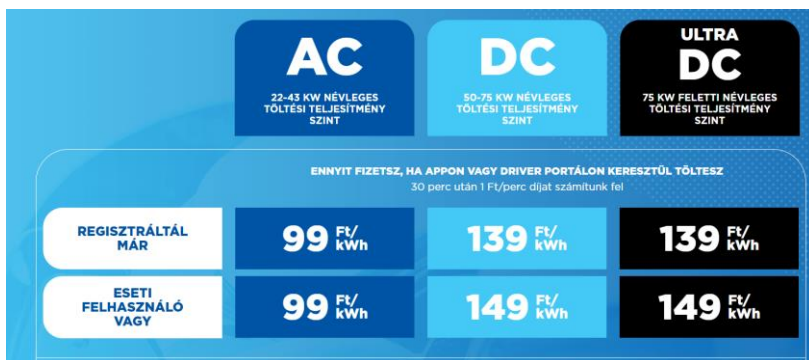 AC
22-43 KW NÉVLEGES
TÖLTÉSI TELJESÍTMÉNY
SZINT
DC
50-75 KW NÉVLEGES
TÖLTÉSI TELJESÍTMÉNY
SZINT
ULTRA
DC
75 KW FELETTI NÉVLEGES
TÖLTÉSI TELJESÍTMÉNY
SZINT
ENNYIT FIZETSZ, HA APPON VAGY DRIVER PORTÁLON KERESZTÜL TÖLTESZ
30 perc után 1 Ft/perc díjat számítunk fel
REGISZTRÁLTÁL
MÁR
99 Ft/kWh
139 Ft/kWh
139 Ft/kWh
ESETI
FELHASZNÁLÓ
VAGY
99 Ft/kWh
149 Ft/kWh
149 Ft/kWh